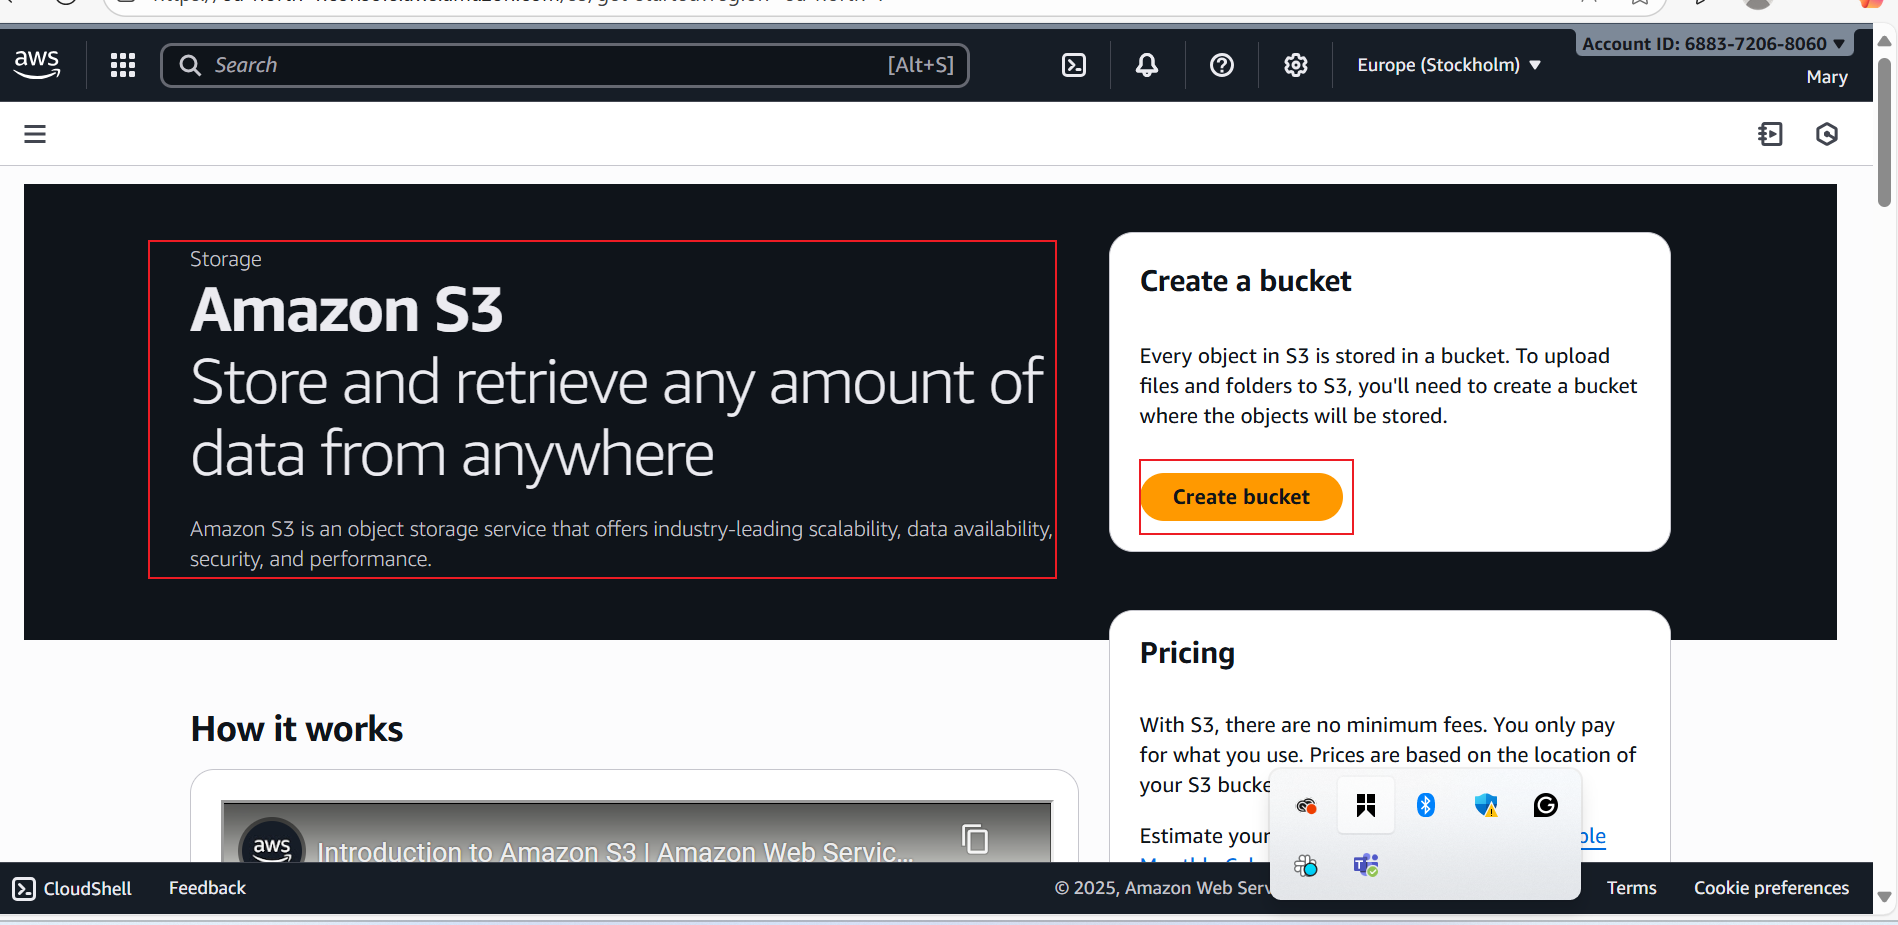 aws
Search
[Alt+S]
Europe (Stockholm)
Account ID: 6883-7206-8060
Mary
Storage
Amazon S3
Store and retrieve any amount of
data from anywhere
Amazon S3 is an object storage service that offers industry-leading scalability, data availability,
security, and performance.
Create a bucket
Every object in S3 is stored in a bucket. To upload
files and folders to S3, you'll need to create a bucket
where the objects will be stored.
Create bucket
Pricing
With S3, there are no minimum fees. You only pay
for what you use. Prices are based on the location of
your S3
Estimate your
How it works
aws
Introduction to Amazon S3 | Amazon Web Servic...
CloudShell
Feedback
© 2025, Amazon Web
Terms
Cookie preferences